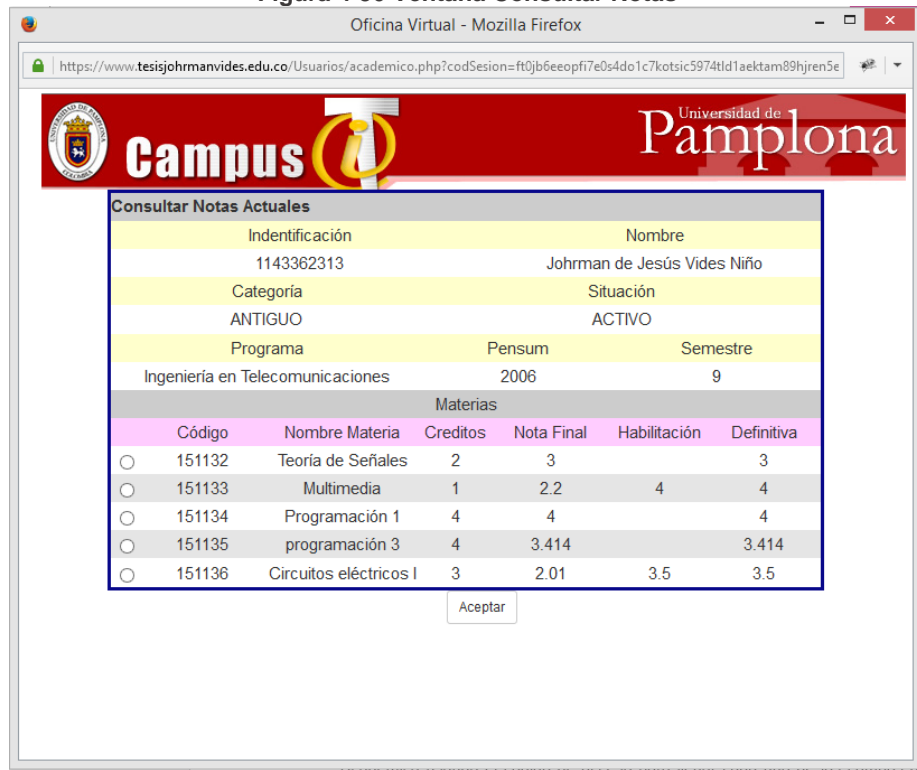 Oficina Virtual - Mozilla Firefox
https://www.tesisjohrmanvides.edu.co/Usuarios/academico.php?codSesion=ft0jb6eeopfi7e0s4do1c7kotsic5974tld1aektam89hjren5e
Campus iT
Universidad de
Pamplona
Consultar Notas Actuales
Indentificación Nombre
1143362313 Johrman de Jesús Vides Niño
Categoría Situación
ANTIGUO ACTIVO
Programa Pensum Semestre
Ingeniería en Telecomunicaciones 2006 9
Materias
Código Nombre Materia Creditos Nota Final Habilitación Definitiva
151132 Teoría de Señales 2 3 3
151133 Multimedia 1 2.2 4 4
151134 Programación 1 4 4 4
151135 programación 3 4 3.414 3.414
151136 Circuitos eléctricos I 3 2.01 3.5 3.5
Aceptar